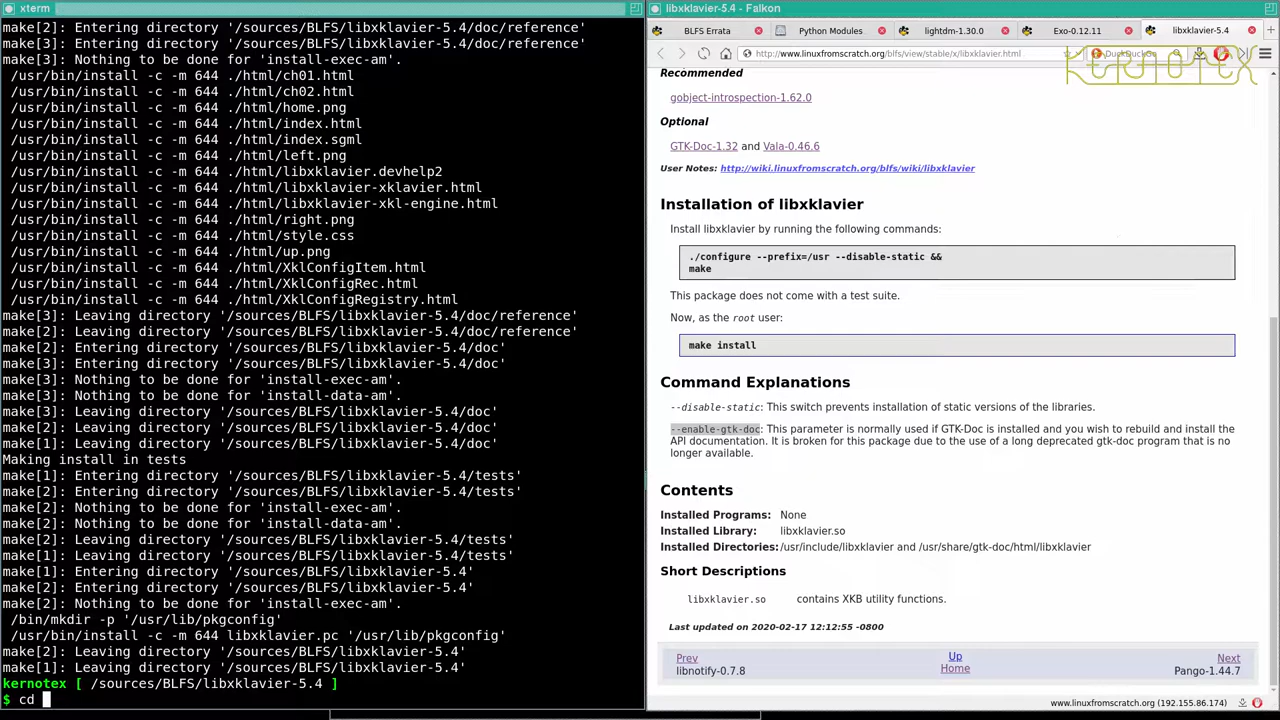 xterm
make[2]: Entering directory '/sources/BLFS/libxklavier-5.4/doc/reference'
make[3]: Entering directory '/sources/BLFS/libxklavier-5.4/doc/reference'
make[3]: Nothing to be done for 'install-exec-am'.
/usr/bin/install -c -m 644 ./html/ch01.html
/usr/bin/install -c -m 644 ./html/ch02.html
/usr/bin/install -c -m 644 ./html/home.png
/usr/bin/install -c -m 644 ./html/index.html
/usr/bin/install -c -m 644 ./html/index.sgml
/usr/bin/install -c -m 644 ./html/left.png
/usr/bin/install -c -m 644 ./html/libxklavier.devhelp2
/usr/bin/install -c -m 644 ./html/libxklavier-xklavier.html
/usr/bin/install -c -m 644 ./html/libxklavier-xkl-engine.html
/usr/bin/install -c -m 644 ./html/right.png
/usr/bin/install -c -m 644 ./html/style.css
/usr/bin/install -c -m 644 ./html/up.png
/usr/bin/install -c -m 644 ./html/XklConfigItem.html
/usr/bin/install -c -m 644 ./html/XklConfigRec.html
/usr/bin/install -c -m 644 ./html/XklConfigRegistry.html
make[3]: Leaving directory '/sources/BLFS/libxklavier-5.4/doc/reference'
make[2]: Leaving directory '/sources/BLFS/libxklavier-5.4/doc/reference'
make[2]: Entering directory '/sources/BLFS/libxklavier-5.4/doc'
make[3]: Entering directory '/sources/BLFS/libxklavier-5.4/doc'
make[3]: Nothing to be done for 'install-exec-am'.
make[3]: Nothing to be done for 'install-data-am'.
make[3]: Leaving directory '/sources/BLFS/libxklavier-5.4/doc'
make[2]: Leaving directory '/sources/BLFS/libxklavier-5.4/doc'
make[1]: Leaving directory '/sources/BLFS/libxklavier-5.4/doc'
Making install in tests
make[1]: Entering directory '/sources/BLFS/libxklavier-5.4/tests'
make[2]: Entering directory '/sources/BLFS/libxklavier-5.4/tests'
make[2]: Nothing to be done for 'install-exec-am'.
make[2]: Nothing to be done for 'install-data-am'.
make[2]: Leaving directory '/sources/BLFS/libxklavier-5.4/tests'
make[1]: Leaving directory '/sources/BLFS/libxklavier-5.4/tests'
make[1]: Entering directory '/sources/BLFS/libxklavier-5.4'
make[2]: Entering directory '/sources/BLFS/libxklavier-5.4'
make[2]: Nothing to be done for 'install-exec-am'.
/bin/mkdir -p '/usr/lib/pkgconfig'
/usr/bin/install -c -m 644 libxklavier.pc '/usr/lib/pkgconfig'
make[2]: Leaving directory '/sources/BLFS/libxklavier-5.4'
make[1]: Leaving directory '/sources/BLFS/libxklavier-5.4'
kernotex [ /sources/BLFS/libxklavier-5.4 ]
$ cd
libxklavier-5.4 - Falkon
BLFS Errata
Python Modules
lightdm-1.30.0
Exo-0.12.11
libxklavier-5.4
http://www.linuxfromscratch.org/blfs/view/stable/x/libxklavier.html
DuckDuckGo
KERNOTEX
Recommended
gobject-introspection-1.62.0
Optional
GTK-Doc-1.32 and Vala-0.46.6
User Notes: http://wiki.linuxfromscratch.org/blfs/wiki/libxklavier
Installation of libxklavier
Install libxklavier by running the following commands:
./configure --prefix=/usr --disable-static &&
make
This package does not come with a test suite.
Now, as the root user:
make install
Command Explanations
--disable-static: This switch prevents installation of static versions of the libraries.
--enable-gtk-doc: This parameter is normally used if GTK-Doc is installed and you wish to rebuild and install the
API documentation. It is broken for this package due to the use of a long deprecated gtk-doc program that is no
longer available.
Contents
Installed Programs: None
Installed Library: libxklavier.so
Installed Directories: /usr/include/libxklavier and /usr/share/gtk-doc/html/libxklavier
Short Descriptions
libxklavier.so contains XKB utility functions.
Last updated on 2020-02-17 12:12:55 -0800
Prev
libnotify-0.7.8
Up
Home
Next
Pango-1.44.7
www.linuxfromscratch.org (192.155.86.174)